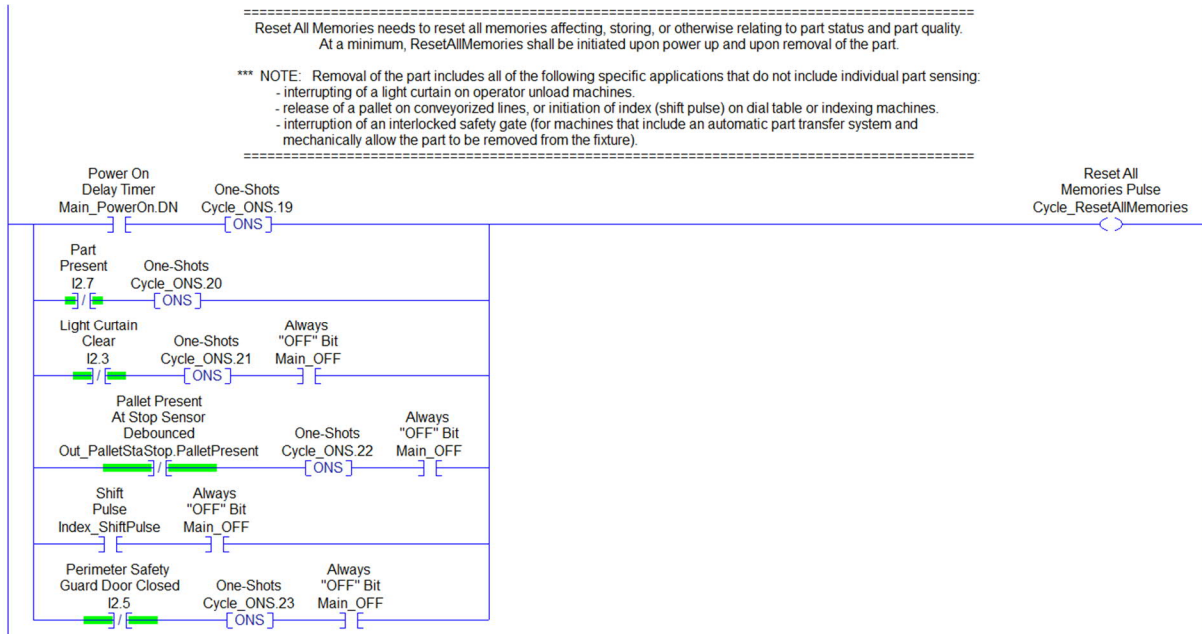 ==========================================================================================
Reset All Memories needs to reset all memories affecting, storing, or otherwise relating to part status and part quality.
At a minimum, ResetAllMemories shall be initiated upon power up and upon removal of the part.
*** NOTE:   Removal of the part includes all of the following specific applications that do not include individual part sensing:
- interrupting of a light curtain on operator unload machines.
- release of a pallet on conveyorized lines, or initiation of index (shift pulse) on dial table or indexing machines.
- interruption of an interlocked safety gate (for machines that include an automatic part transfer system and
mechanically allow the part to be removed from the fixture).
==========================================================================================
Power On
Delay Timer
Main_PowerOn.DN
One-Shots
Cycle_ONS.19
ONS
Reset All
Memories Pulse
Cycle_ResetAllMemories
Part
Present
I2.7
One-Shots
Cycle_ONS.20
ONS
Light Curtain
Clear
I2.3
One-Shots
Cycle_ONS.21
ONS
Always
"OFF" Bit
Main_OFF
Pallet Present
At Stop Sensor
Debounced
Out_PalletStaStop.PalletPresent
One-Shots
Cycle_ONS.22
ONS
Always
"OFF" Bit
Main_OFF
Shift
Pulse
Index_ShiftPulse
Always
"OFF" Bit
Main_OFF
Perimeter Safety
Guard Door Closed
I2.5
One-Shots
Cycle_ONS.23
ONS
Always
"OFF" Bit
Main_OFF